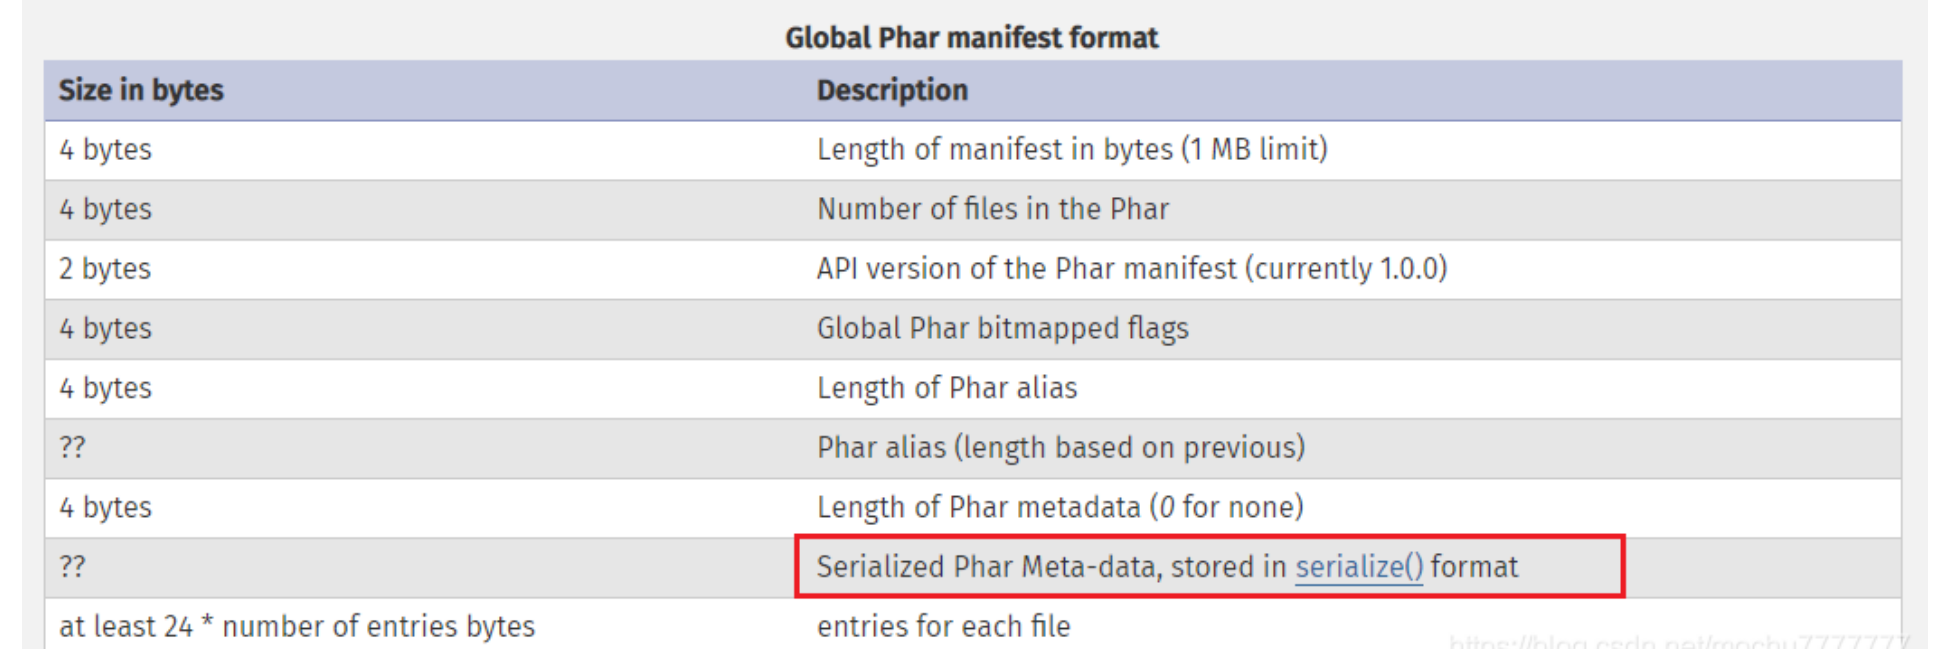 Global Phar manifest format
Size in bytes Description
4 bytes Length of manifest in bytes (1 MB limit)
4 bytes Number of files in the Phar
2 bytes API version of the Phar manifest (currently 1.0.0)
4 bytes Global Phar bitmapped flags
4 bytes Length of Phar alias
?? Phar alias (length based on previous)
4 bytes Length of Phar metadata (0 for none)
?? Serialized Phar Meta-data, stored in serialize() format
at least 24 * number of entries bytes entries for each file
https://blog.csdn.net/mochu7777777